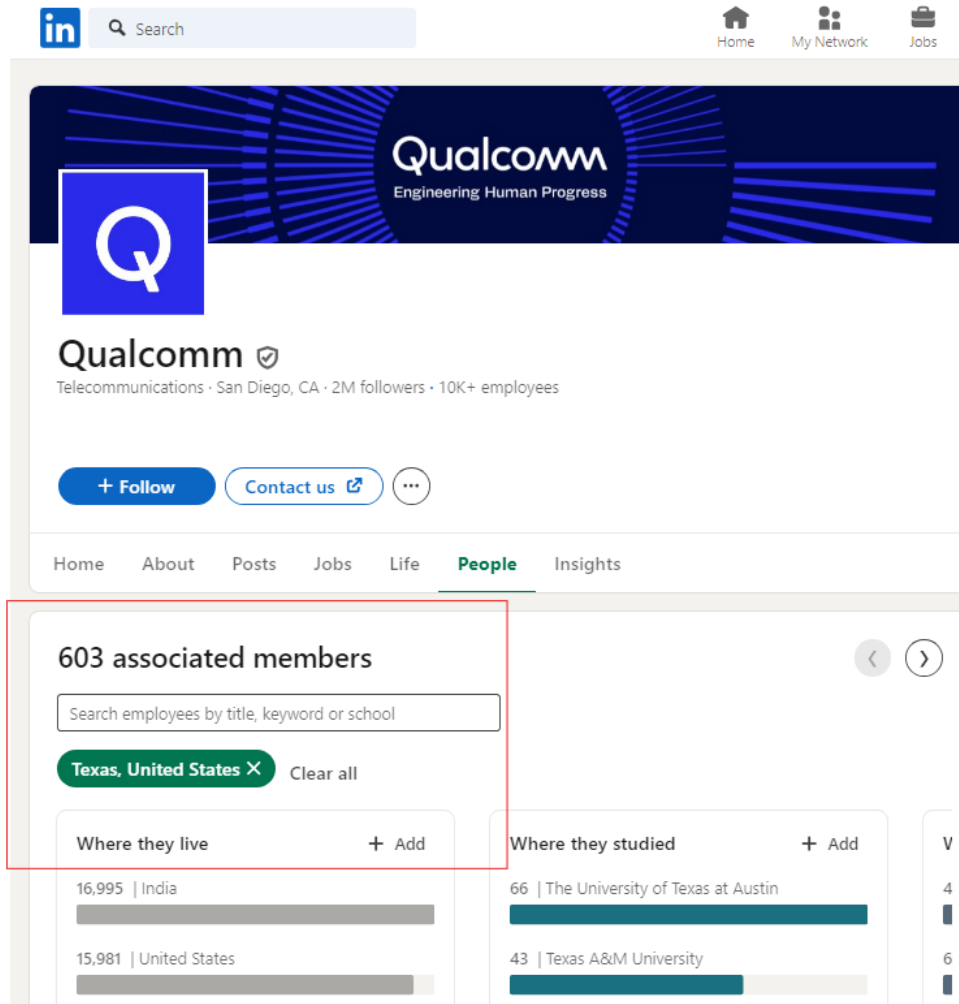 in
Search
Home
My Network
Jobs
Qualcomm
Engineering Human Progress
Q
Qualcomm
Telecommunications · San Diego, CA · 2M followers · 10K+ employees
+ Follow
Contact us
Home
About
Posts
Jobs
Life
People
Insights
603 associated members
Search employees by title, keyword or school
Texas, United States ×
Clear all
Where they live
+ Add
16,995 | India
15,981 | United States
Where they studied
+ Add
66 | The University of Texas at Austin
43 | Texas A&M University